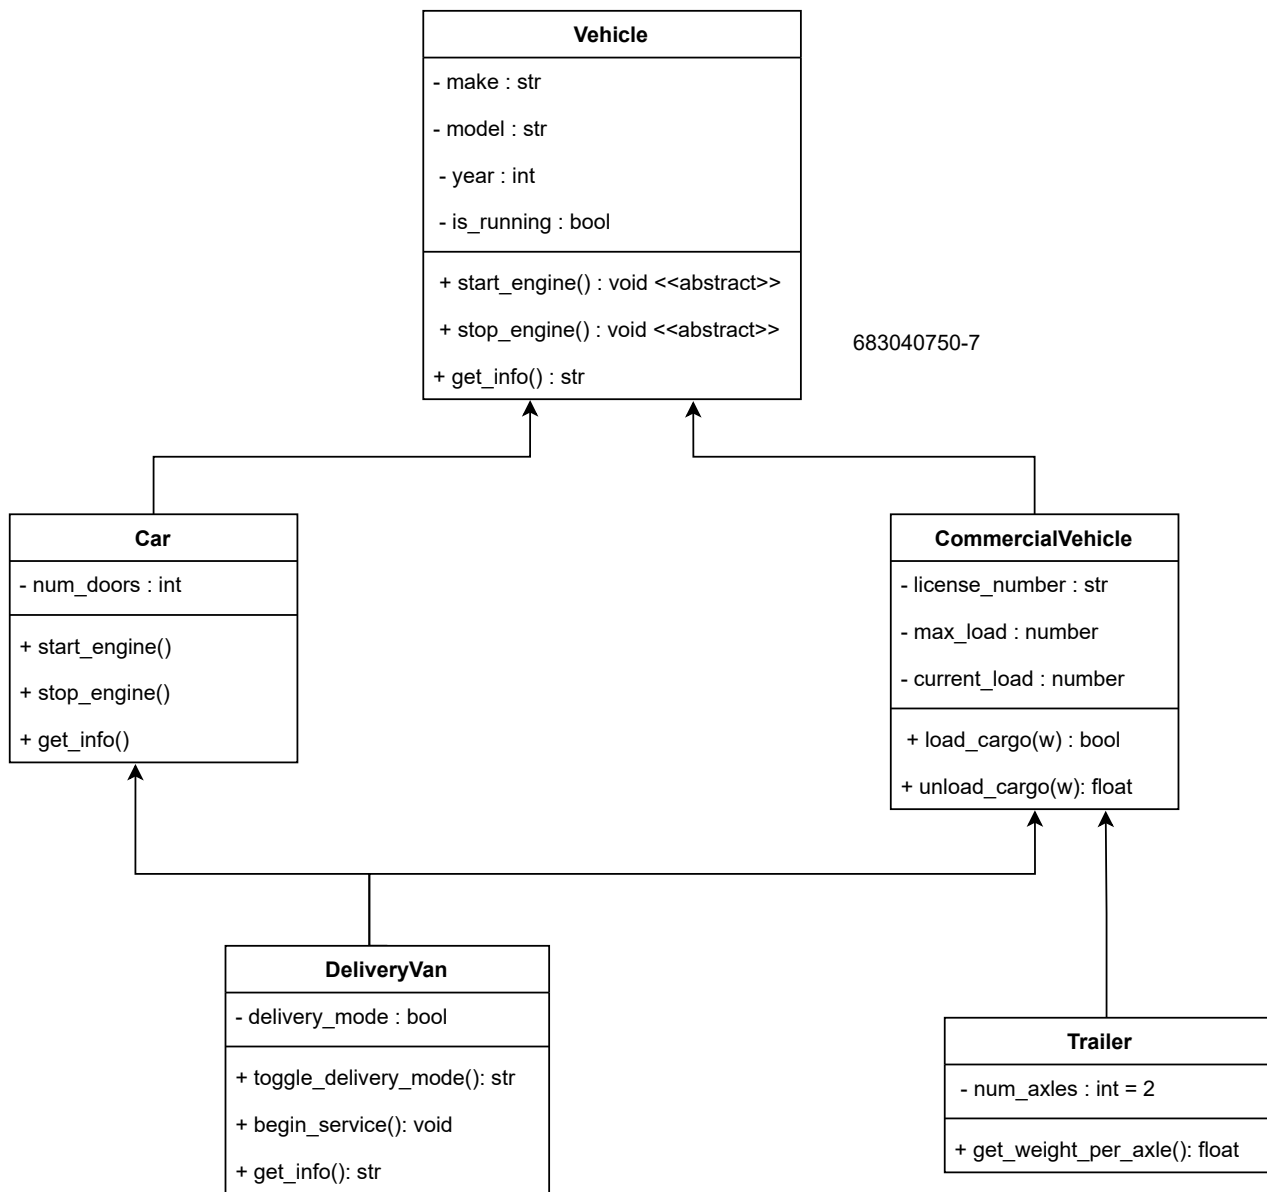 Vehicle
- make : str
- model : str
- year : int
- is_running : bool
+ start_engine() : void <<abstract>>
+ stop_engine() : void <<abstract>>
+ get_info() : str
683040750-7
Car
- num_doors : int
+ start_engine()
+ stop_engine()
+ get_info()
CommercialVehicle
- license_number : str
- max_load : number
- current_load : number
+ load_cargo(w) : bool
+ unload_cargo(w): float
DeliveryVan
- delivery_mode : bool
+ toggle_delivery_mode(): str
+ begin_service(): void
+ get_info(): str
Trailer
- num_axles : int = 2
+ get_weight_per_axle(): float